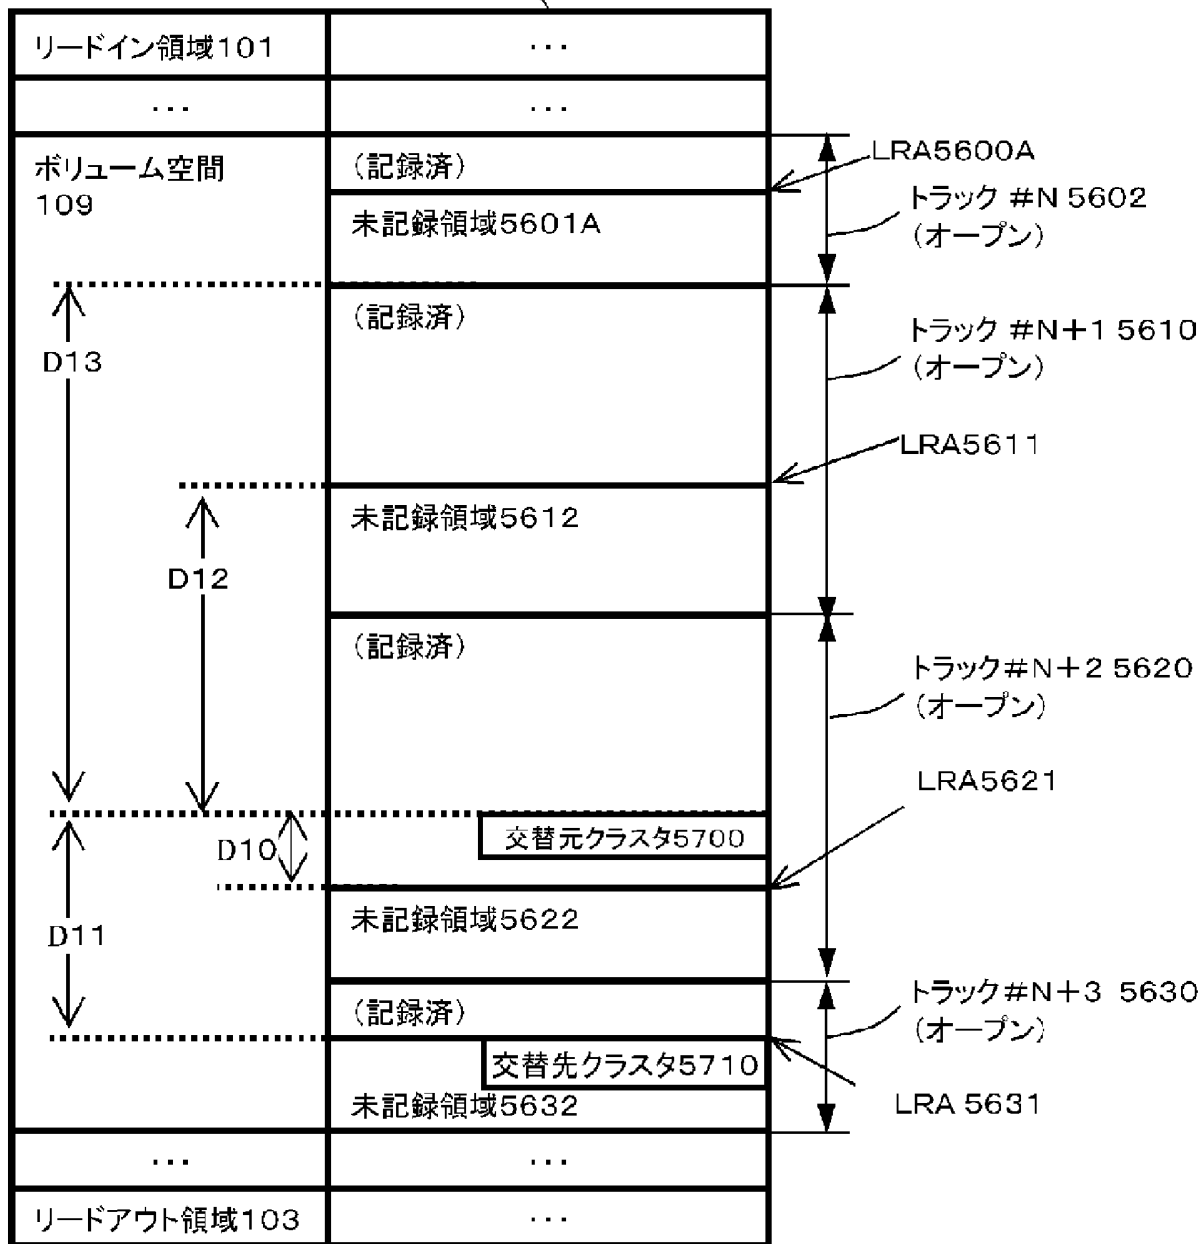 リードイン領域101
...
...
...
ボリューム空間
109
(記録済)
LRA5600A
トラック #N 5602
(オープン)
未記録領域5601A
(記録済)
トラック #N+1 5610
(オープン)
D13
LRA5611
未記録領域5612
D12
(記録済)
トラック#N+2 5620
(オープン)
LRA5621
交替元クラスタ5700
D10
未記録領域5622
D11
(記録済)
トラック#N+3 5630
(オープン)
交替先クラスタ5710
未記録領域5632
LRA 5631
...
...
リードアウト領域103
...